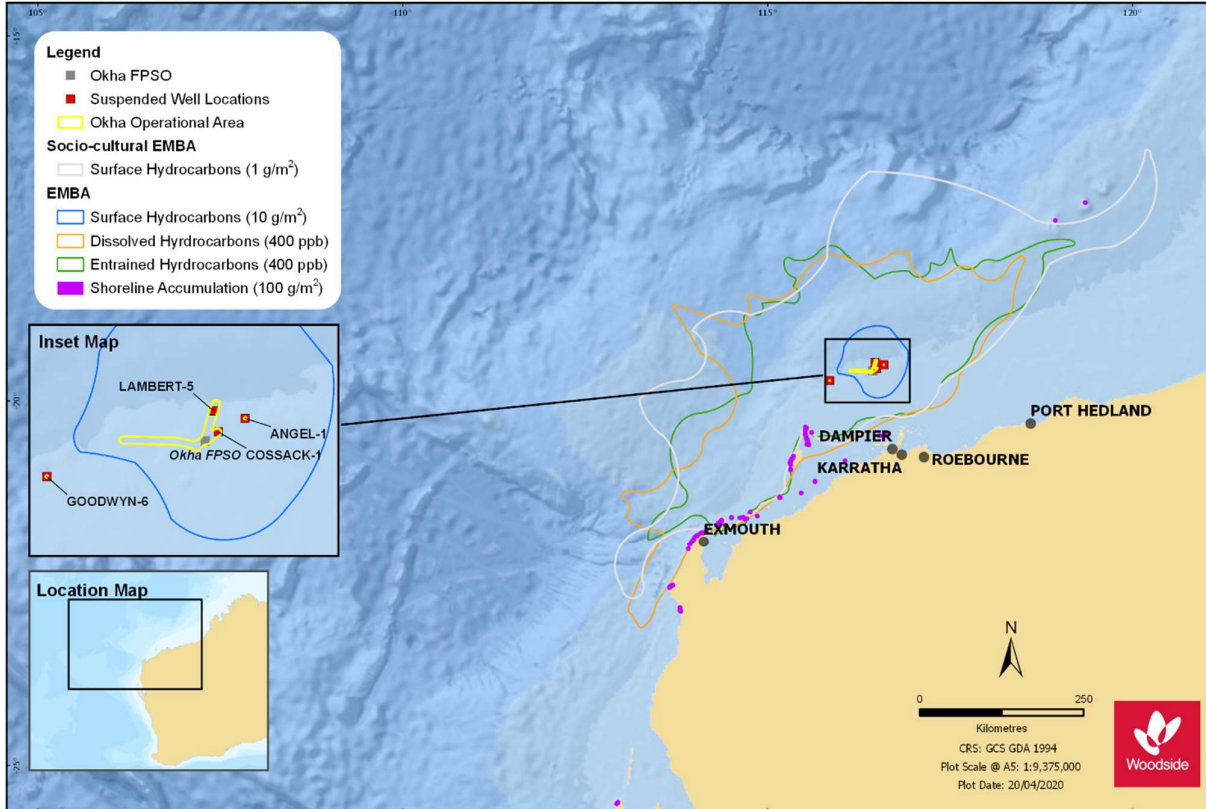 105°
110°
115°
120°
-15°
-20°
-25°
Legend
Okha FPSO
Suspended Well Locations
Okha Operational Area
Socio-cultural EMBA
Surface Hydrocarbons (1 g/m²)
EMBA
Surface Hydrocarbons (10 g/m²)
Dissolved Hyrdrocarbons (400 ppb)
Entrained Hyrdrocarbons (400 ppb)
Shoreline Accumulation (100 g/m²)
Inset Map
LAMBERT-5
ANGEL-1
Okha FPSO COSSACK-1
GOODWYN-6
Location Map
PORT HEDLAND
DAMPIER
KARRATHA
ROEBOURNE
EXMOUTH
N
0 250
Kilometres
CRS: GCS GDA 1994
Plot Scale @ A5: 1:9,375,000
Plot Date: 20/04/2020
Woodside